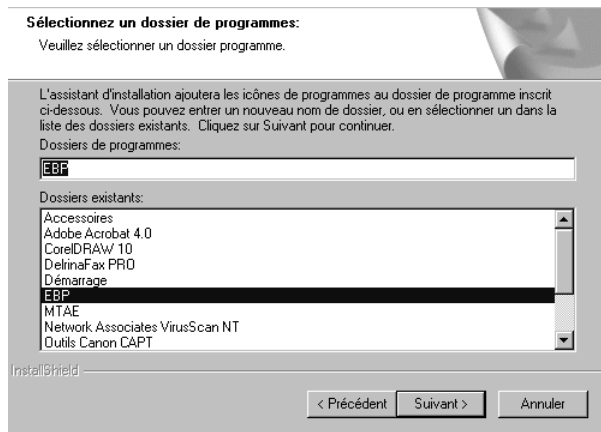 Sélectionnez un dossier de programmes:
Veuillez sélectionner un dossier programme.
L'assistant d'installation ajoutera les icônes de programmes au dossier de programme inscrit
ci-dessous. Vous pouvez entrer un nouveau nom de dossier, ou en sélectionner un dans la
liste des dossiers existants. Cliquez sur Suivant pour continuer.
Dossiers de programmes:
EBP
Dossiers existants:
Accessoires
Adobe Acrobat 4.0
CorelDRAW 10
DelrinaFax PRO
Démarrage
EBP
MTAE
Network Associates VirusScan NT
Outils Canon CAPT
InstallShield
< Précédent Suivant > Annuler